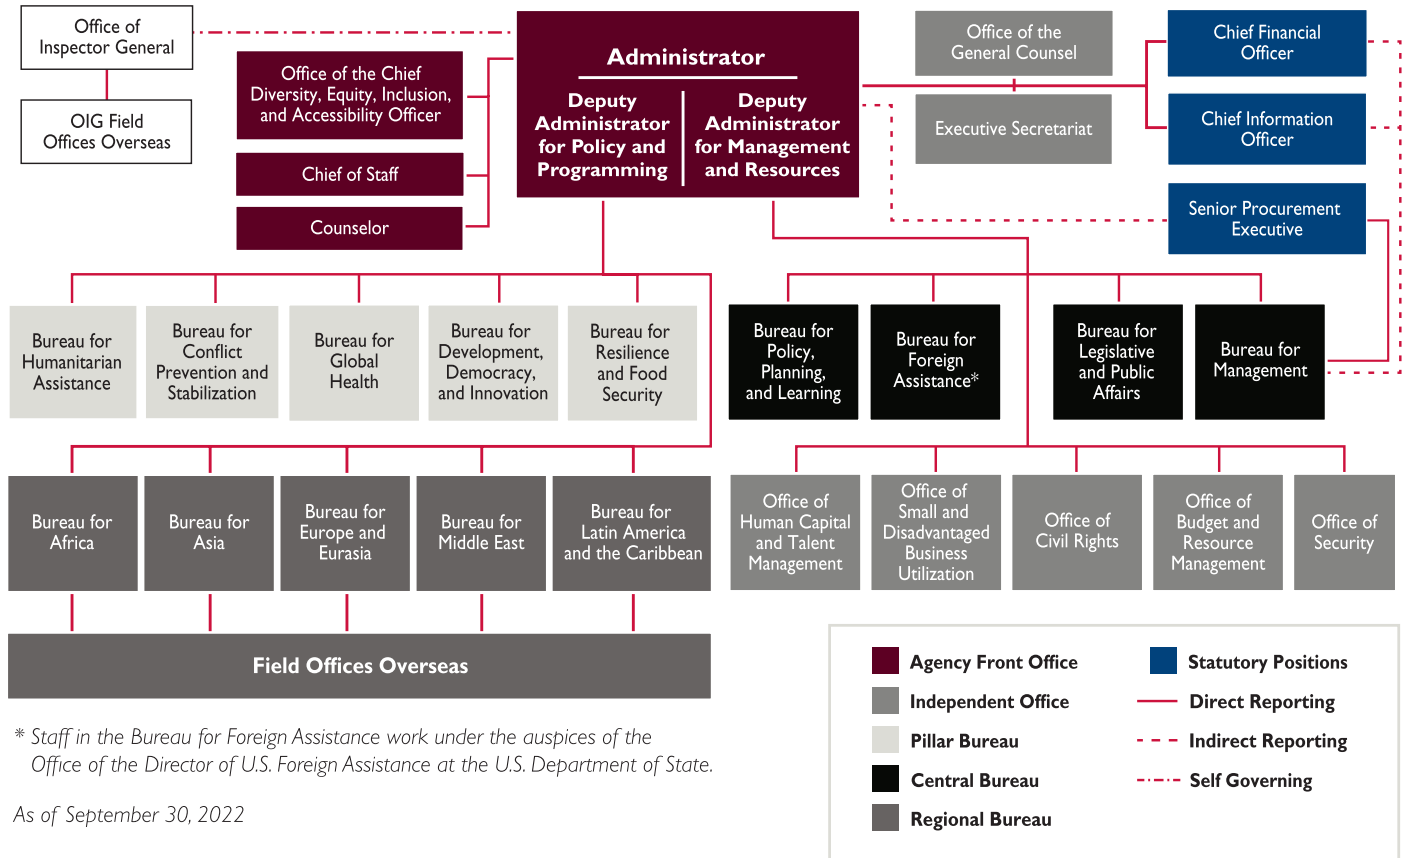 Office of
Inspector General
OIG Field
Offices Overseas
Office of the Chief
Diversity, Equity, Inclusion,
and Accessibility Officer
Chief of Staff
Counselor
Administrator
Deputy
Administrator
for Policy and
Programming
Deputy
Administrator
for Management
and Resources
Office of the
General Counsel
Executive Secretariat
Chief Financial
Officer
Chief Information
Officer
Senior Procurement
Executive
Bureau for
Humanitarian
Assistance
Bureau for
Conflict
Prevention and
Stabilization
Bureau for
Global
Health
Bureau for
Development,
Democracy,
and Innovation
Bureau for
Resilience
and Food
Security
Bureau for
Policy,
Planning,
and Learning
Bureau for
Foreign
Assistance*
Bureau for
Legislative
and Public
Affairs
Bureau for
Management
Bureau for
Africa
Bureau for
Asia
Bureau for
Europe and
Eurasia
Bureau for
Middle East
Bureau for
Latin America
and the Caribbean
Office of
Human Capital
and Talent
Management
Office of
Small and
Disadvantaged
Business
Utilization
Office of
Civil Rights
Office of
Budget and
Resource
Management
Office of
Security
Field Offices Overseas
* Staff in the Bureau for Foreign Assistance work under the auspices of the
Office of the Director of U.S. Foreign Assistance at the U.S. Department of State.
As of September 30, 2022
Agency Front Office
Independent Office
Pillar Bureau
Central Bureau
Regional Bureau
Statutory Positions
Direct Reporting
Indirect Reporting
Self Governing